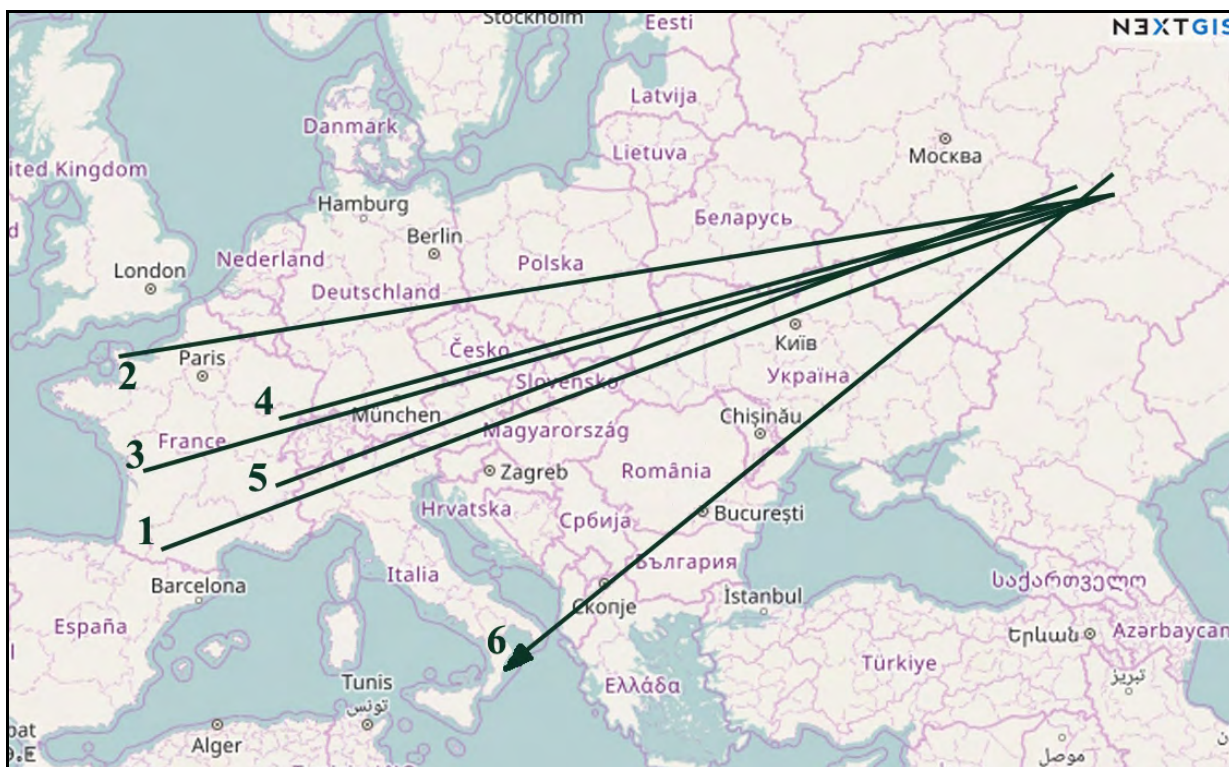 Stockholm
Eesti
NEXTGIS
Latvija
Danmark
Москва
Lietuva
ited Kingdom
Hamburg
Беларусь
d
Berlin
Nederland
Polska
London
Deutschland
Київ
Česko
Paris
2
Україна
Slovensko
4
München
Chișinău
France
Magyarország
3
Zagreb
România
5
Hrvatska
București
Србија
1
България
Italia
საქართველო
Barcelona
Скопје
İstanbul
España
Երևան
Azərbaycan
6
Türkiye
Tunis
Ελλάδα
تبریز
تونس
Alger
موصل